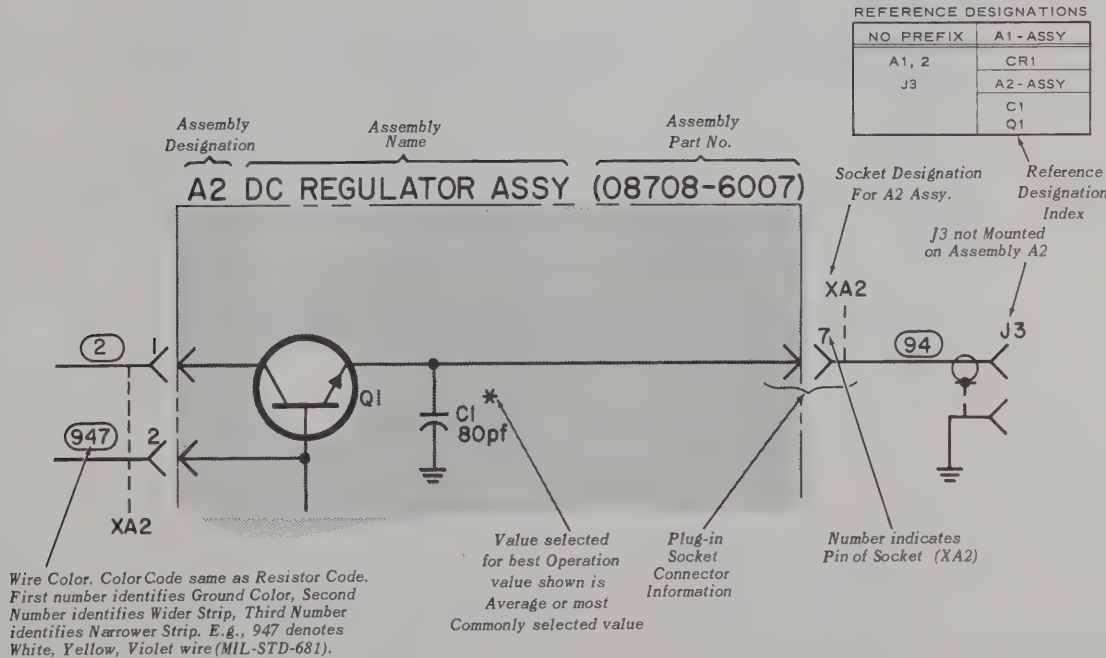 REFERENCE DESIGNATIONS
NO PREFIX A1-ASSY
A1, 2 CR1
J3 A2-ASSY
C1
Q1
Assembly
Designation
Assembly
Name
Assembly
Part No.
A2 DC REGULATOR ASSY (08708-6007)
Socket Designation
For A2 Assy.
Reference
Designation
Index
J3 not Mounted
on Assembly A2
XA2
2
1
7
94
J3
Q1
*
C1
80pf
947
2
XA2
Value selected
for best Operation
value shown is
Average or most
Commonly selected value
Plug-in
Socket
Connector
Information
Number indicates
Pin of Socket (XA2)
Wire Color. Color Code same as Resistor Code.
First number identifies Ground Color, Second
Number identifies Wider Strip, Third Number
identifies Narrower Strip. E.g., 947 denotes
White, Yellow, Violet wire (MIL-STD-681).